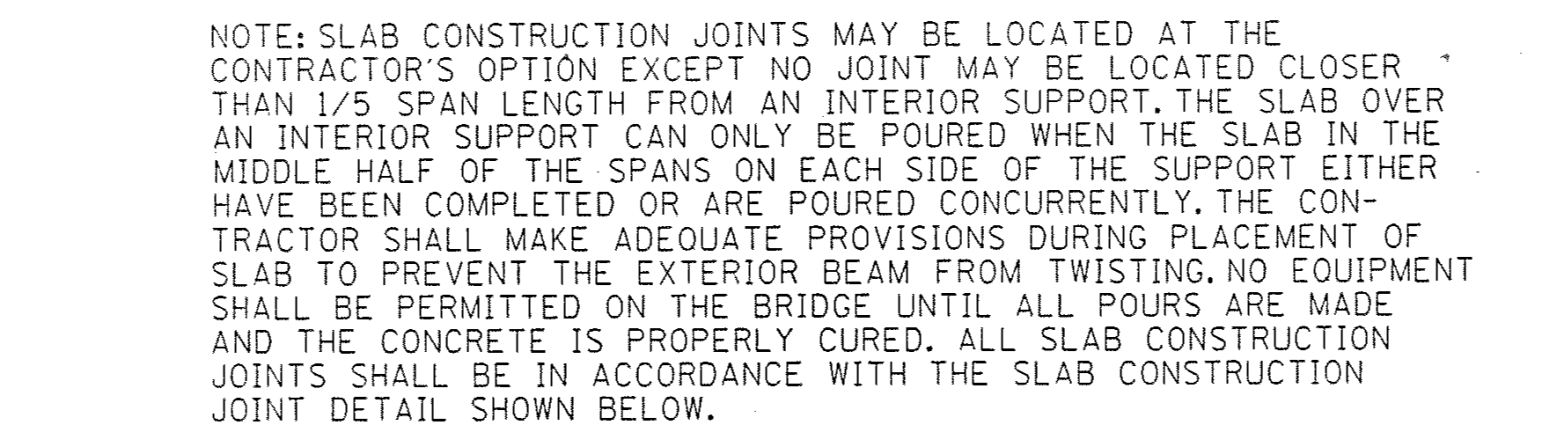 NOTE: SLAB CONSTRUCTION JOINTS MAY BE LOCATED AT THE
CONTRACTOR'S OPTION EXCEPT NO JOINT MAY BE LOCATED CLOSER
THAN 1/5 SPAN LENGTH FROM AN INTERIOR SUPPORT. THE SLAB OVER
AN INTERIOR SUPPORT CAN ONLY BE POURED WHEN THE SLAB IN THE
MIDDLE HALF OF THE SPANS ON EACH SIDE OF THE SUPPORT EITHER
HAVE BEEN COMPLETED OR ARE POURED CONCURRENTLY. THE CON-
TRACTOR SHALL MAKE ADEQUATE PROVISIONS DURING PLACEMENT OF
SLAB TO PREVENT THE EXTERIOR BEAM FROM TWISTING. NO EQUIPMENT
SHALL BE PERMITTED ON THE BRIDGE UNTIL ALL POURS ARE MADE
AND THE CONCRETE IS PROPERLY CURED. ALL SLAB CONSTRUCTION
JOINTS SHALL BE IN ACCORDANCE WITH THE SLAB CONSTRUCTION
JOINT DETAIL SHOWN BELOW.